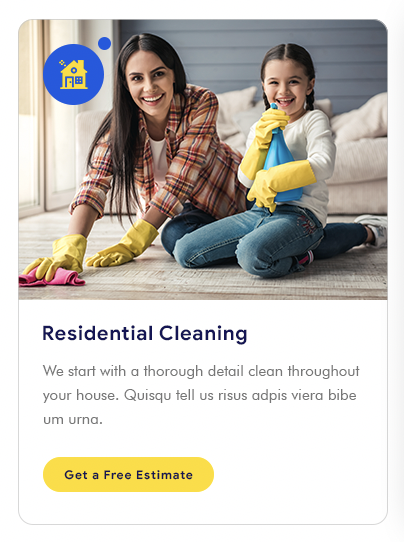 Residential Cleaning
We start with a thorough detail clean throughout
your house. Quisqu tell us risus adpis viera bibe
um urna.
Get a Free Estimate